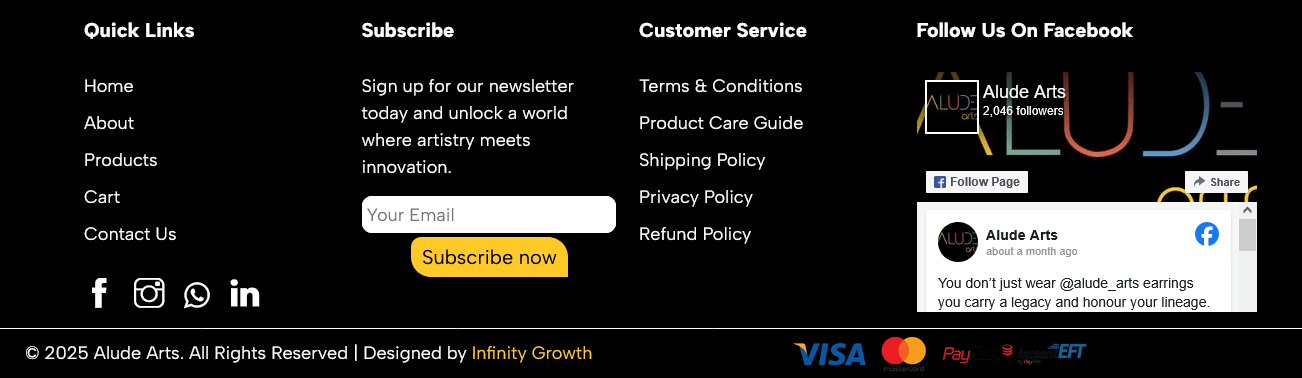 Quick Links
Home
About
Products
Cart
Contact Us
Subscribe
Sign up for our newsletter
today and unlock a world
where artistry meets
innovation.
Your Email
Subscribe now
Customer Service
Terms & Conditions
Product Care Guide
Shipping Policy
Privacy Policy
Refund Policy
Follow Us On Facebook
ALUDE
arts
Alude Arts
2,046 followers
Follow Page
Share
Alude Arts
about a month ago
You don’t just wear @alude_arts earrings
you carry a legacy and honour your lineage.
© 2025 Alude Arts. All Rights Reserved | Designed by Infinity Growth
VISA
mastercard
Pay
EFT